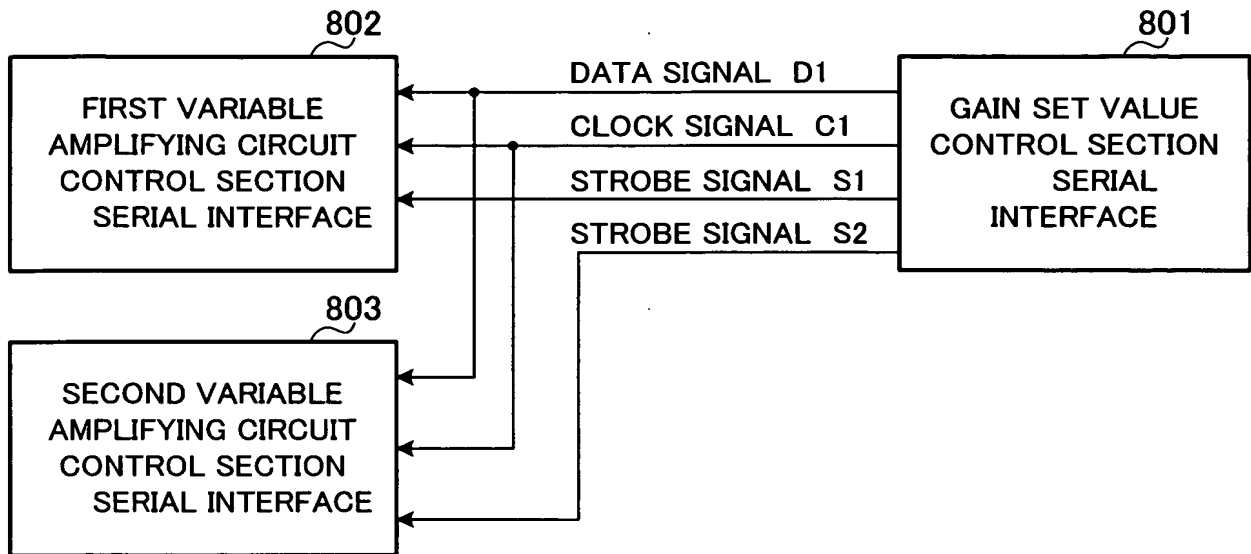 802
FIRST VARIABLE
AMPLIFYING CIRCUIT
CONTROL SECTION
SERIAL INTERFACE
DATA SIGNAL D1
CLOCK SIGNAL C1
STROBE SIGNAL S1
STROBE SIGNAL S2
801
GAIN SET VALUE
CONTROL SECTION
SERIAL
INTERFACE
803
SECOND VARIABLE
AMPLIFYING CIRCUIT
CONTROL SECTION
SERIAL INTERFACE